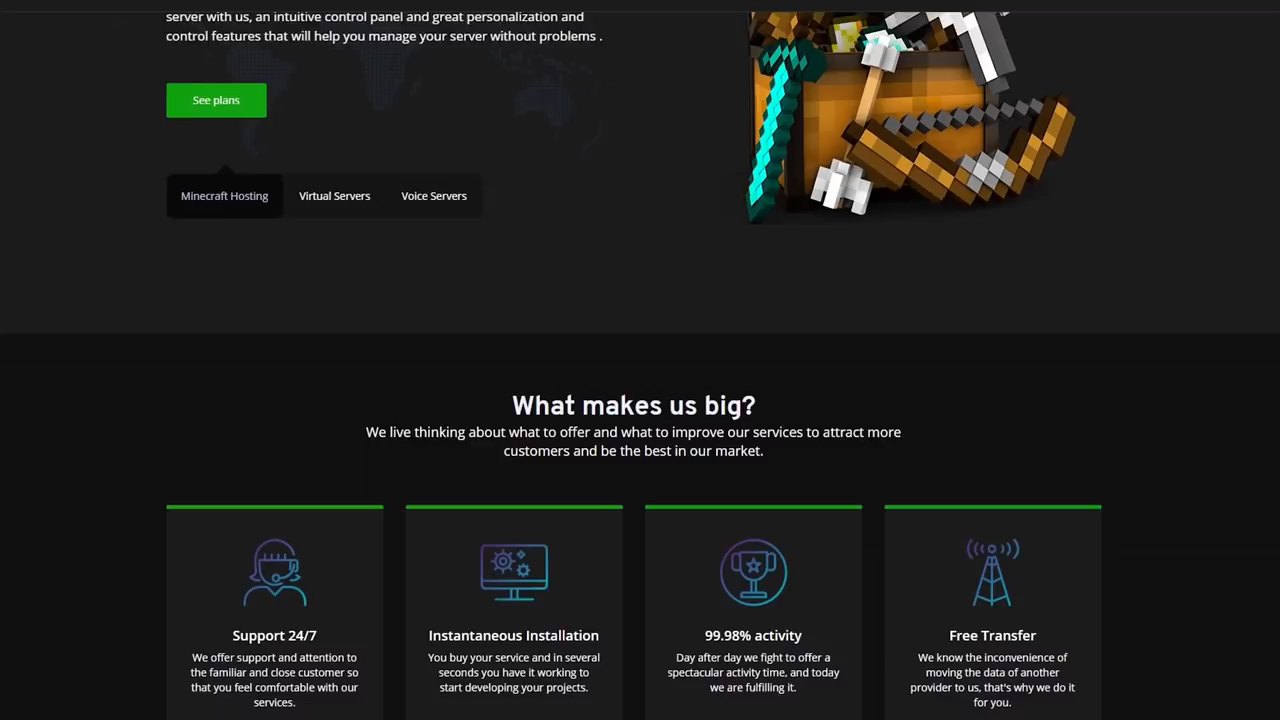 server with us, an intuitive control panel and great personalization and
control features that will help you manage your server without problems .
See plans
Minecraft Hosting
Virtual Servers
Voice Servers
What makes us big?
We live thinking about what to offer and what to improve our services to attract more
customers and be the best in our market.
Support 24/7
We offer support and attention to
the familiar and close customer so
that you feel comfortable with our
services.
Instantaneous Installation
You buy your service and in several
seconds you have it working to
start developing your projects.
99.98% activity
Day after day we fight to offer a
spectacular activity time, and today
we are fulfilling it.
Free Transfer
We know the inconvenience of
moving the data of another
provider to us, that's why we do it
for you.